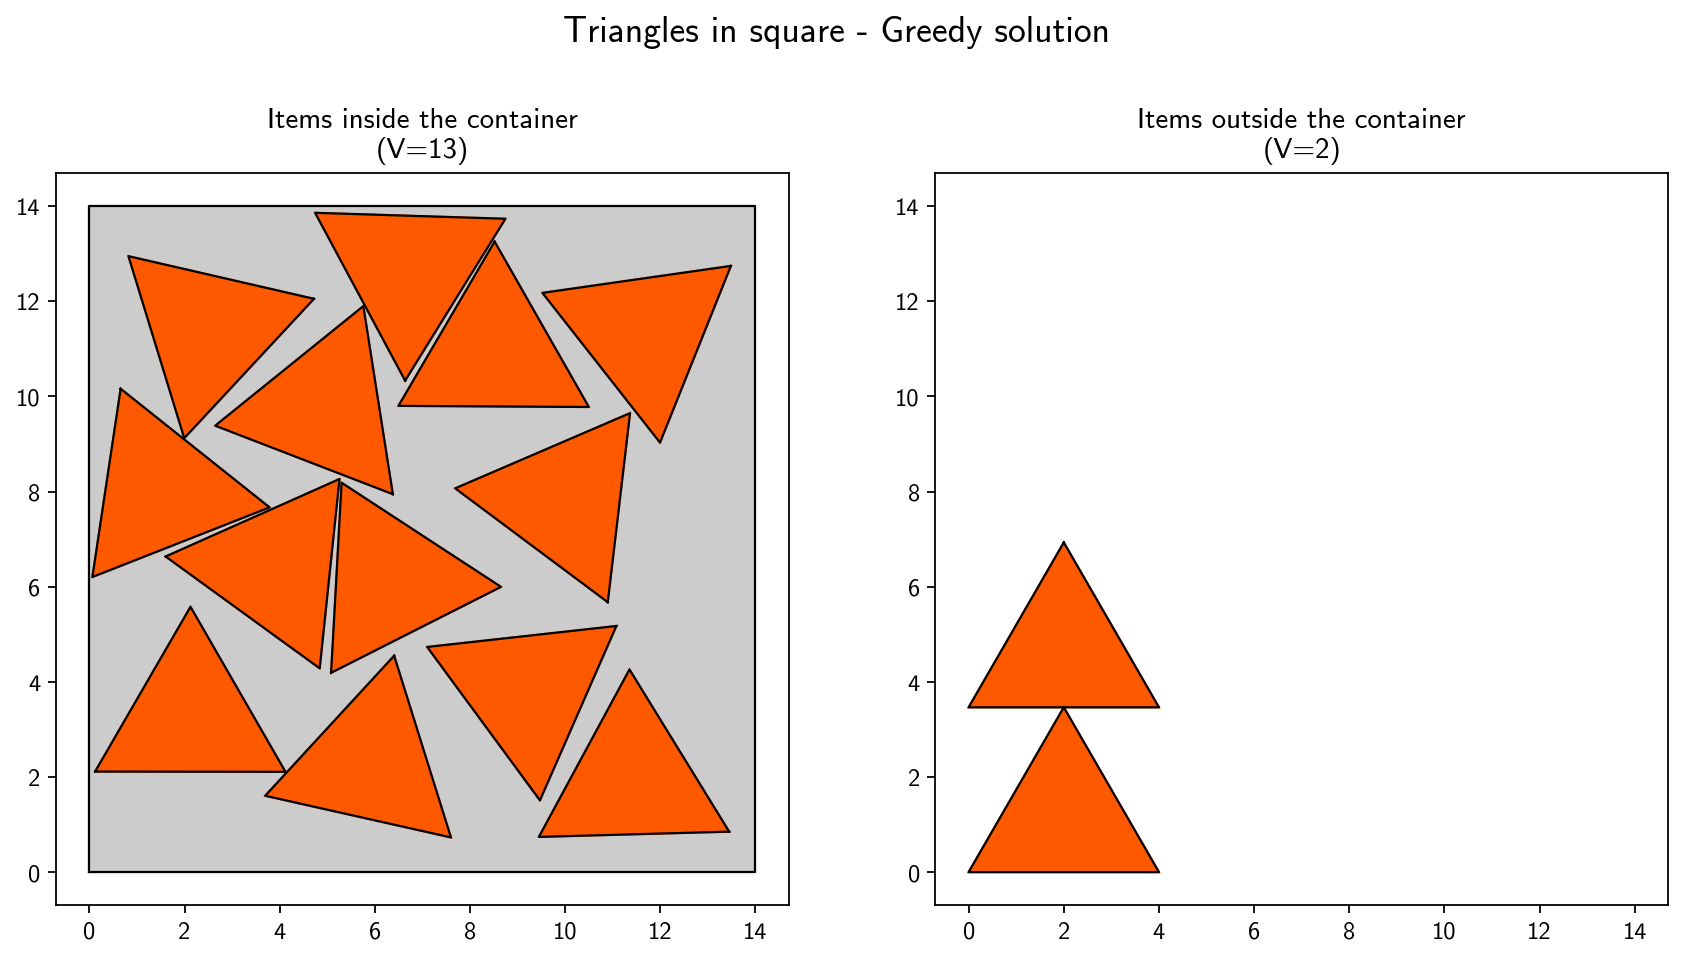 Triangles in square - Greedy solution
Items inside the container
(V=13)
Items outside the container
(V=2)
14
12
10
8
6
4
2
0
0 2 4 6 8 10 12 14
14
12
10
8
6
4
2
0
0 2 4 6 8 10 12 14